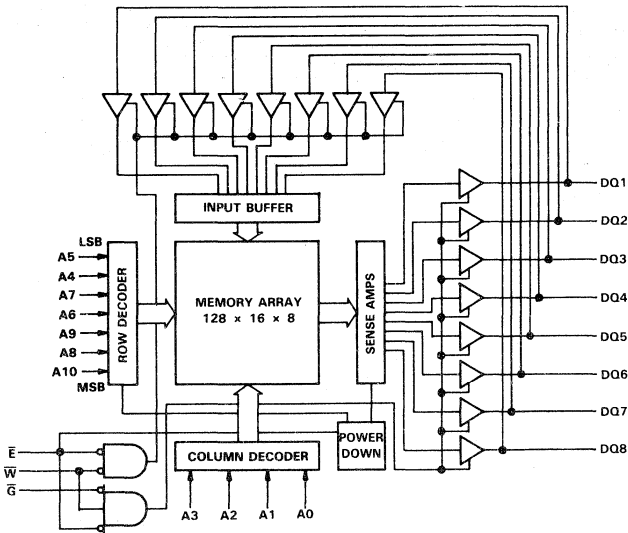 INPUT BUFFER
DQ1
DQ2
DQ3
DQ4
DQ5
DQ6
DQ7
DQ8
LSB
A5
A4
A7
A6
A9
A8
A10
MSB
ROW DECODER
MEMORY ARRAY
128 × 16 × 8
SENSE AMPS
POWER
DOWN
COLUMN DECODER
A3
A2
A1
A0
E̅
W̅
G̅